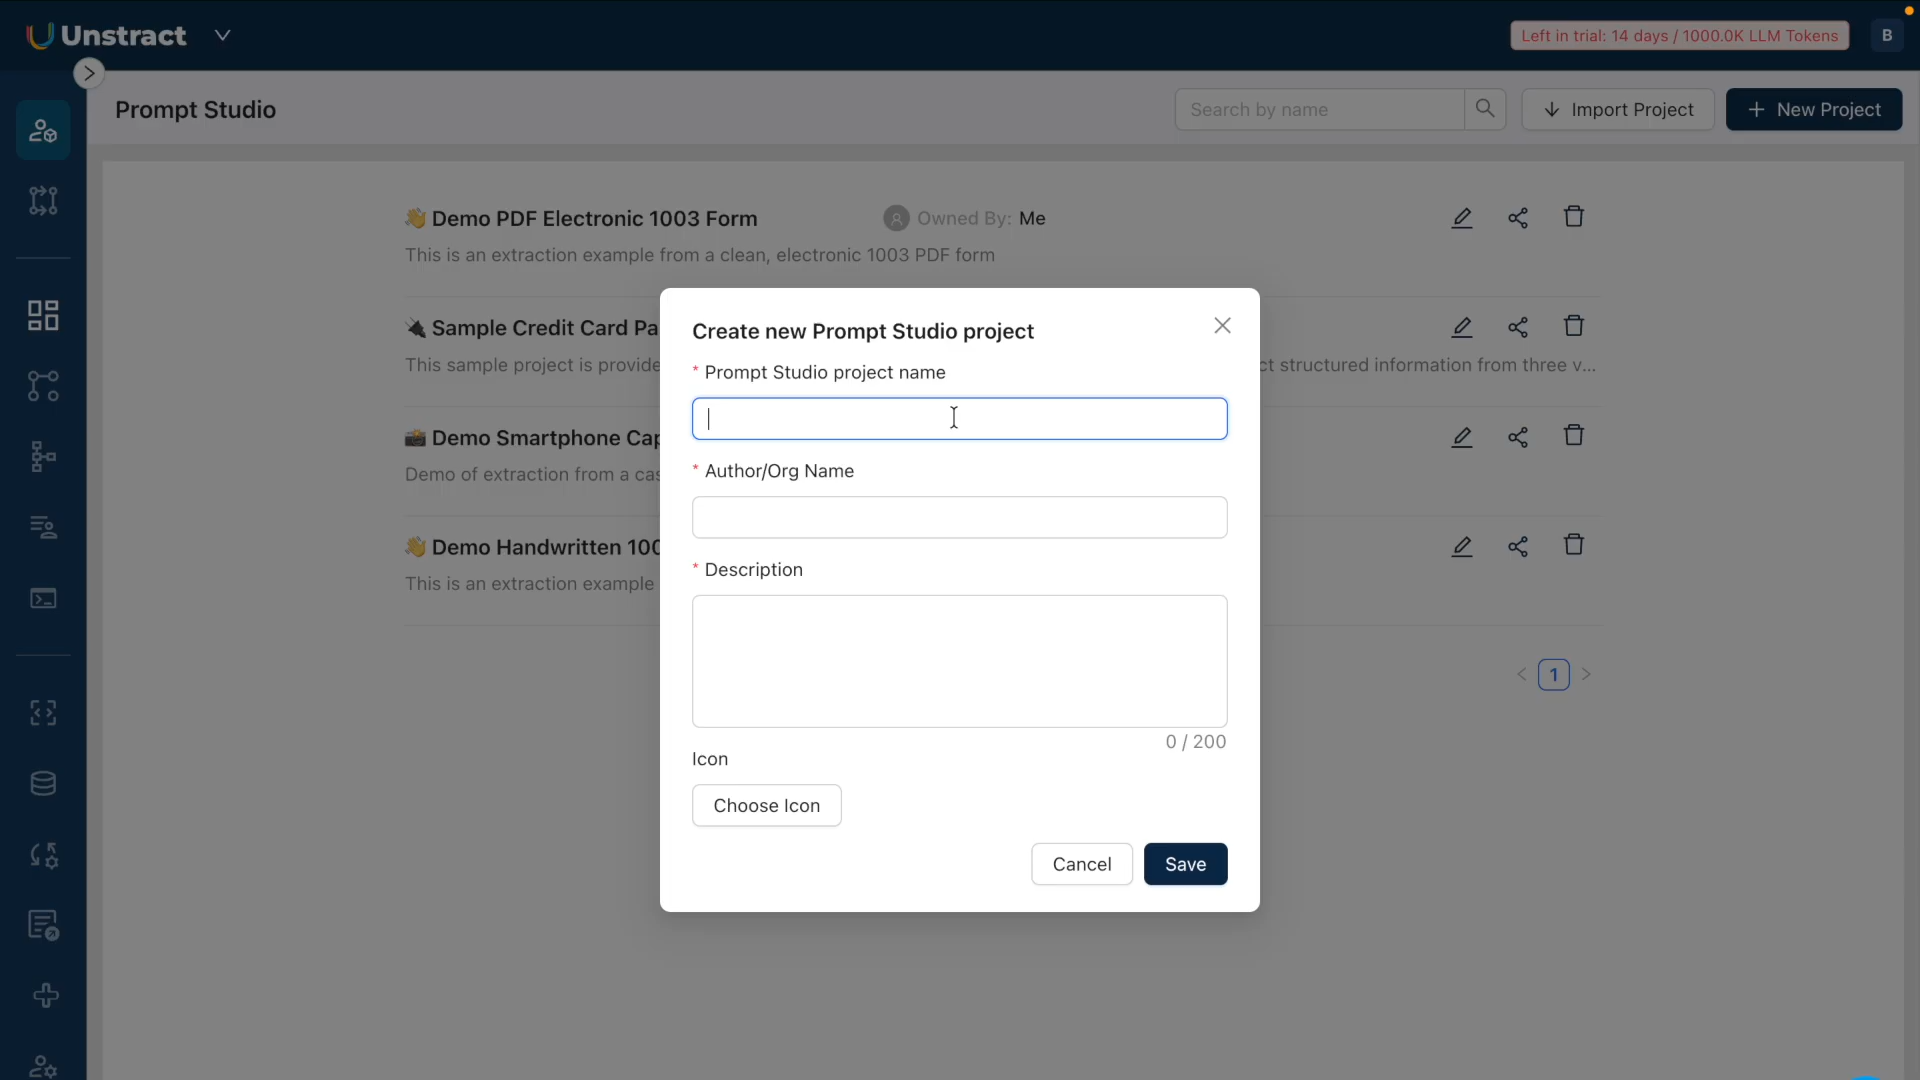 Unstract
Left in trial: 14 days / 1000.0K LLM Tokens
B
Prompt Studio
Search by name
Import Project
New Project
Demo PDF Electronic 1003 Form
Owned By: Me
This is an extraction example from a clean, electronic 1003 PDF form
Sample Credit Card Pa
This sample project is provide
ct structured information from three v...
Demo Smartphone Cap
Demo of extraction from a cas
Demo Handwritten 100
This is an extraction example
1
Create new Prompt Studio project
* Prompt Studio project name
* Author/Org Name
* Description
0 / 200
Icon
Choose Icon
Cancel
Save